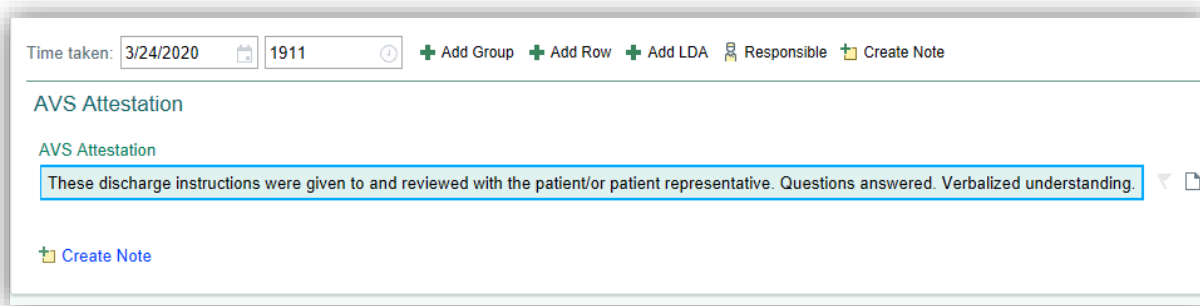 Time taken: 3/24/2020 1911 Add Group Add Row Add LDA Responsible Create Note
AVS Attestation
AVS Attestation
These discharge instructions were given to and reviewed with the patient/or patient representative. Questions answered. Verbalized understanding.
Create Note